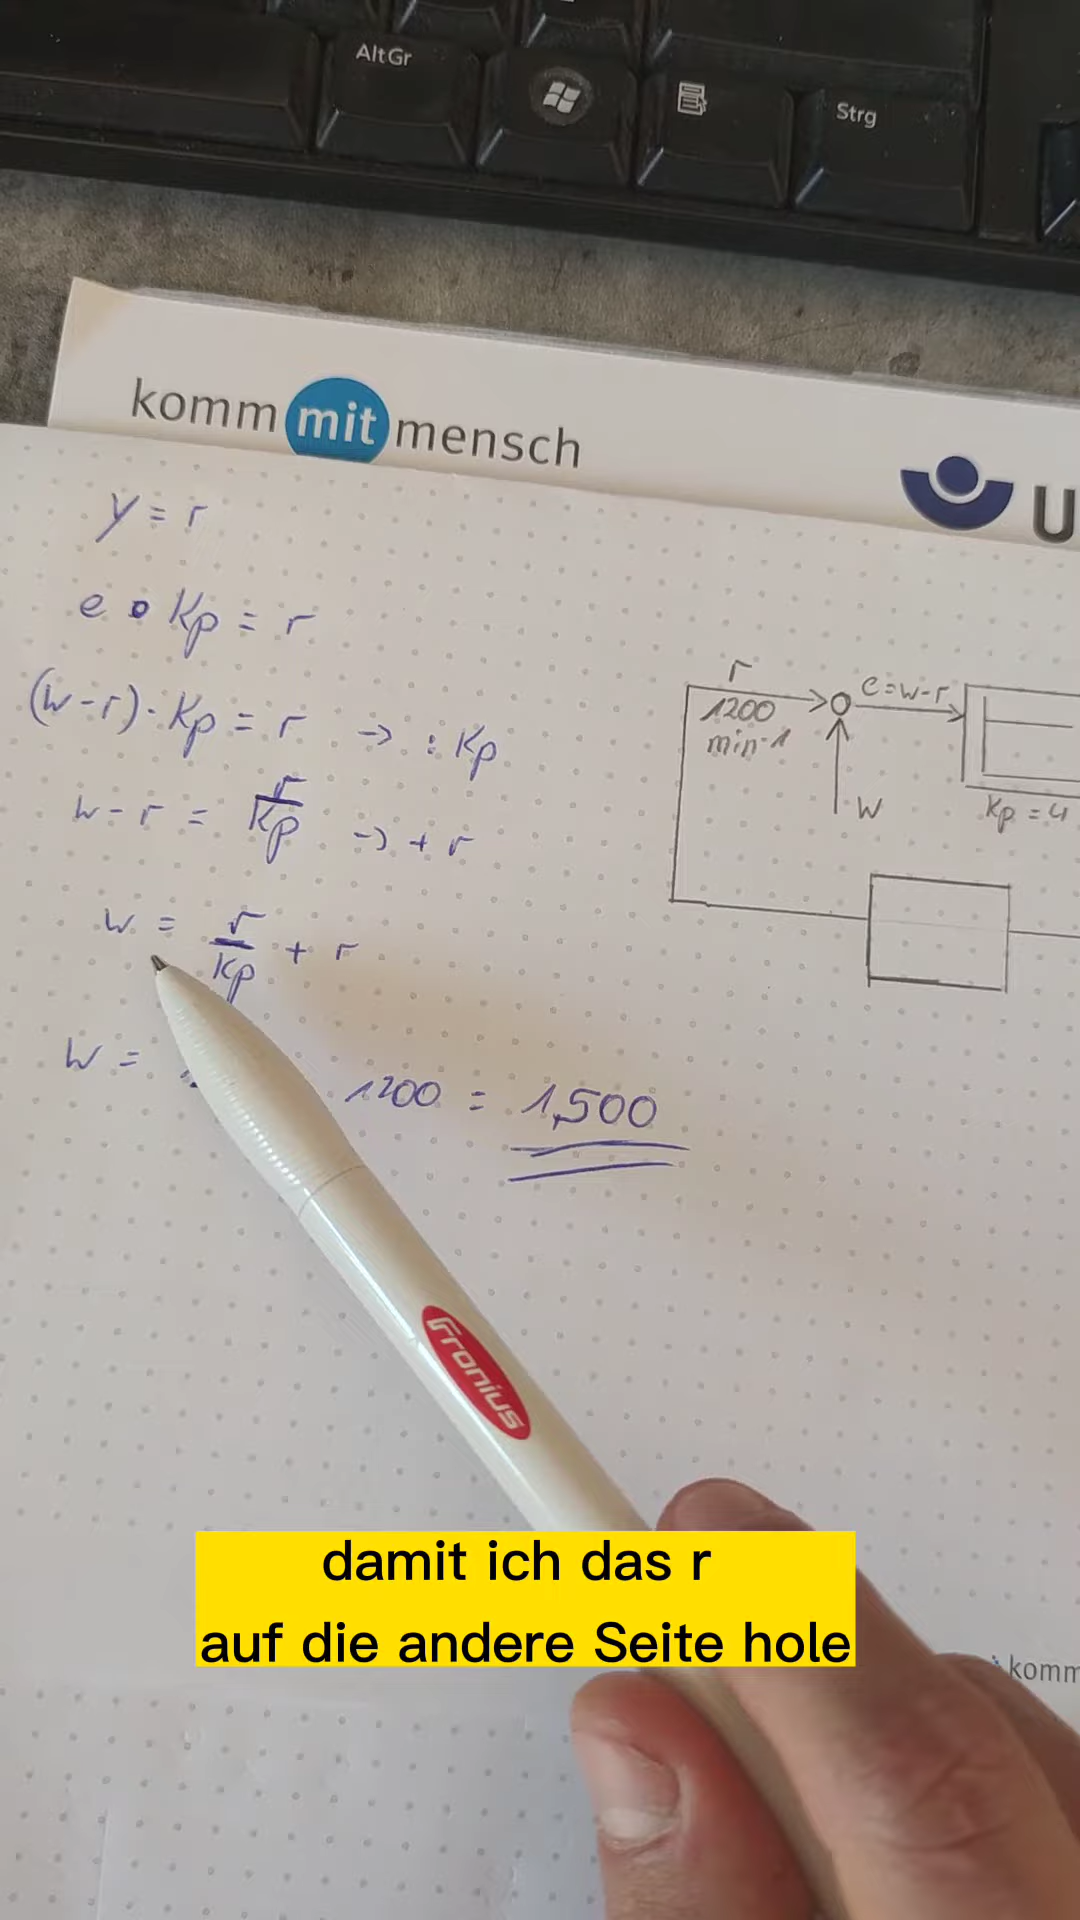 AltGr
Strg
komm mit mensch
U
y = r
e • Kp = r
(w-r) · Kp = r → : Kp
w - r = r/Kp → + r
w = r/Kp + r
w = 1200 = 1,500
r
1200
min-1
e=w-r
w
Kp = 4
Fronius
damit ich das r
auf die andere Seite hole
komm